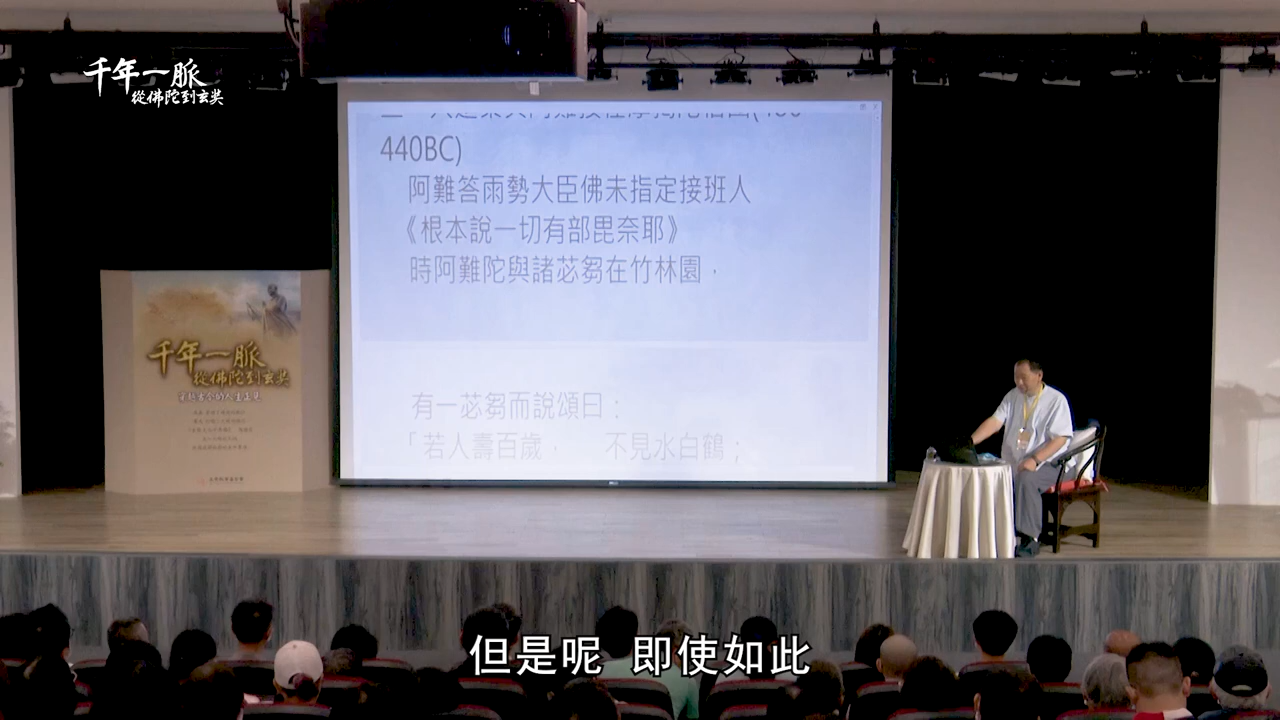 千年一脈
從佛陀到玄奘
440BC)
阿難答雨勢大臣佛未指定接班人
《根本說一切有部毘奈耶》
時阿難陀與諸苾芻在竹林園，
有一苾芻而說頌曰：
「若人壽百歲，　不見水白鶴；
千年一脈
從佛陀到玄奘
但是呢 即使如此